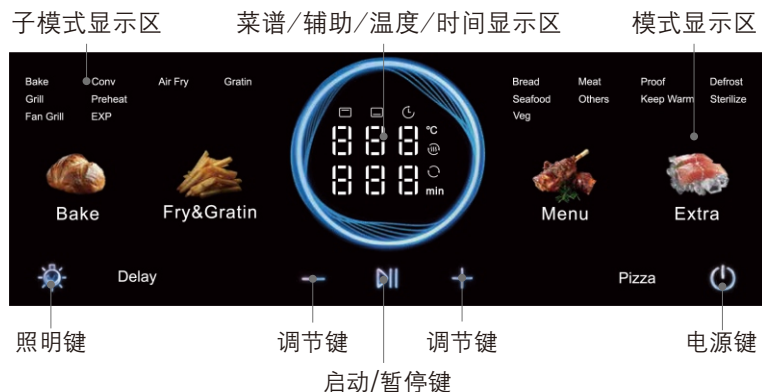 子模式显示区
菜谱/辅助/温度/时间显示区
模式显示区
Bake Conv Air Fry Gratin
Grill Preheat
Fan Grill EXP
Bread Meat Proof Defrost
Seafood Others Keep Warm Sterilize
Veg
888 ℃
888 min
Bake
Fry&Gratin
Menu
Extra
Delay
Pizza
照明键
调节键
调节键
电源键
启动/暂停键